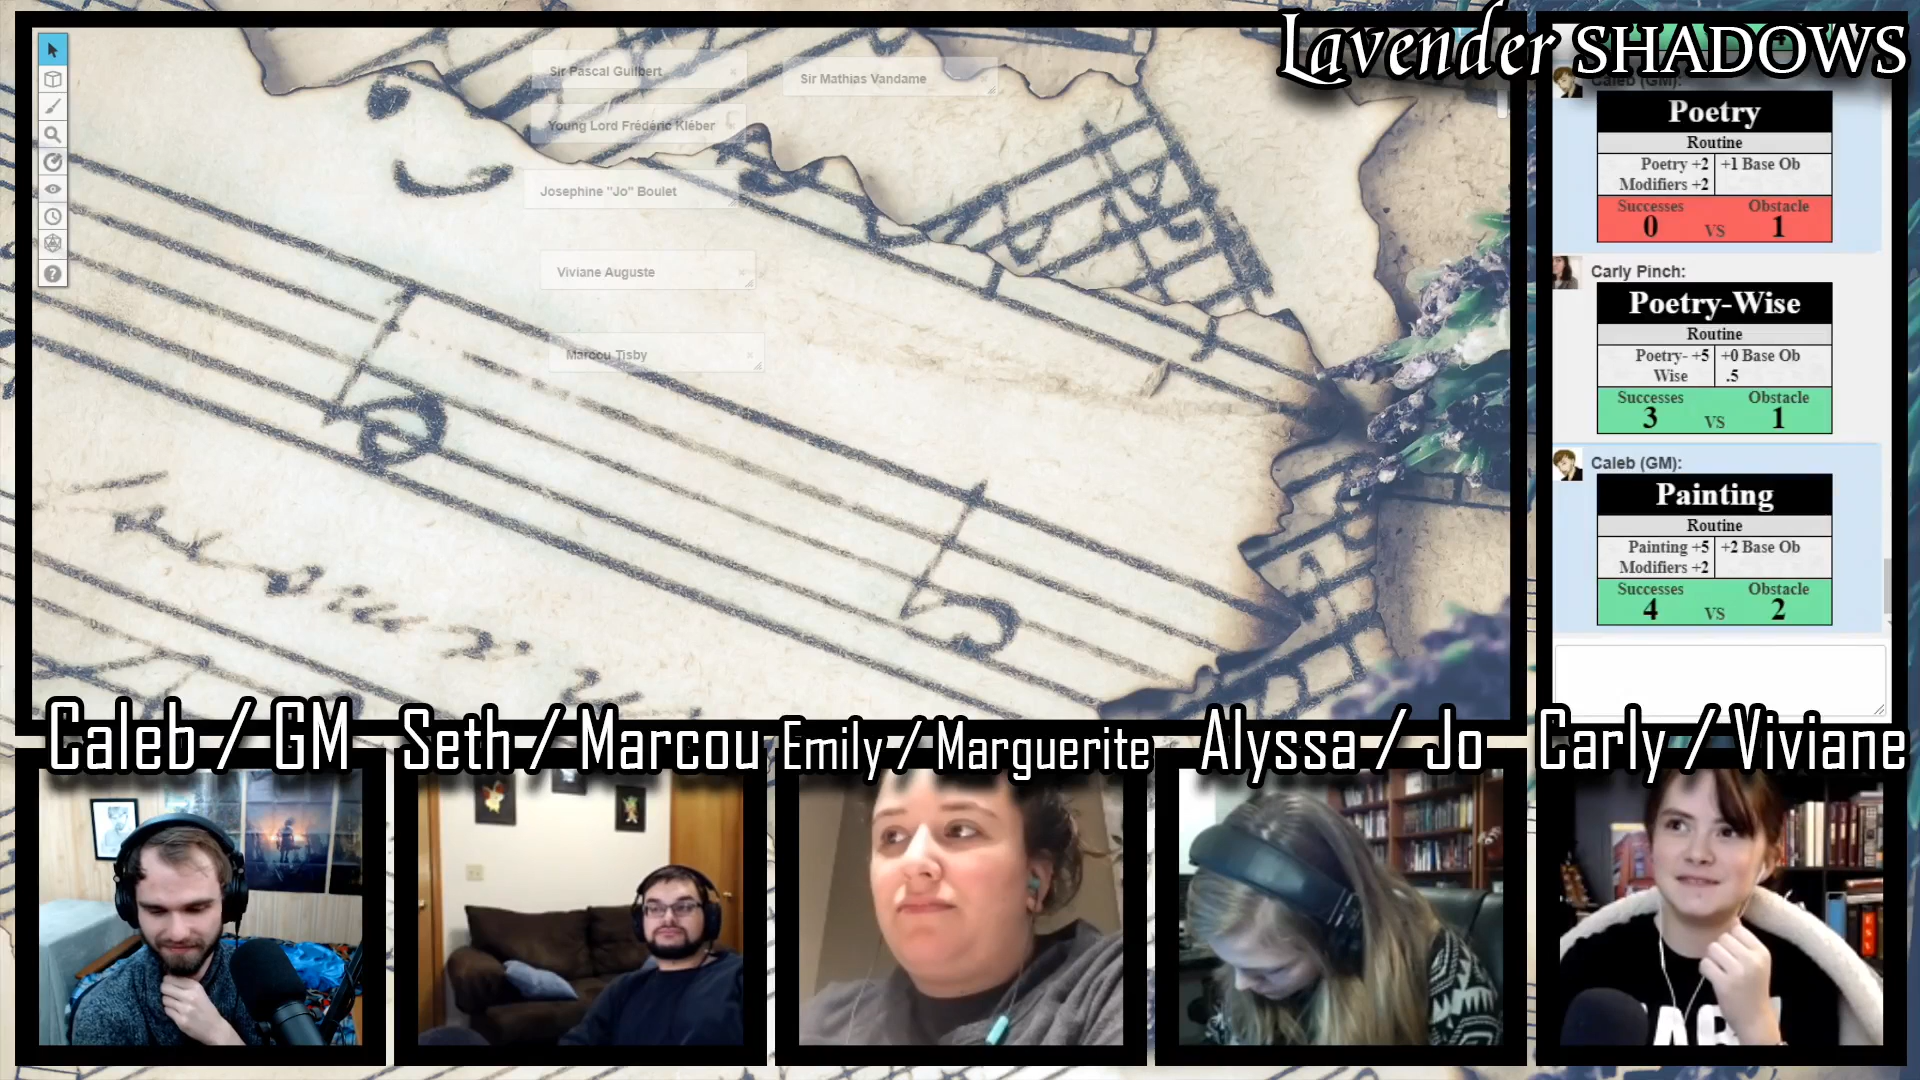 Lavender SHADOWS
Sir Pascal Guilbert
Sir Mathias Vandame
Young Lord Frédéric Kléber
Josephine "Jo" Boulet
Viviane Auguste
Marcou Tisby
Caleb (GM):
Poetry
Routine
Poetry +2 +1 Base Ob
Modifiers +2
Successes Obstacle
0 VS 1
Carly Pinch:
Poetry-Wise
Routine
Poetry- +5 +0 Base Ob
Wise .5
Successes Obstacle
3 VS 1
Caleb (GM):
Painting
Routine
Painting +5 +2 Base Ob
Modifiers +2
Successes Obstacle
4 VS 2
Caleb / GM
Seth / Marcou
Emily / Marguerite
Alyssa / Jo
Carly / Viviane